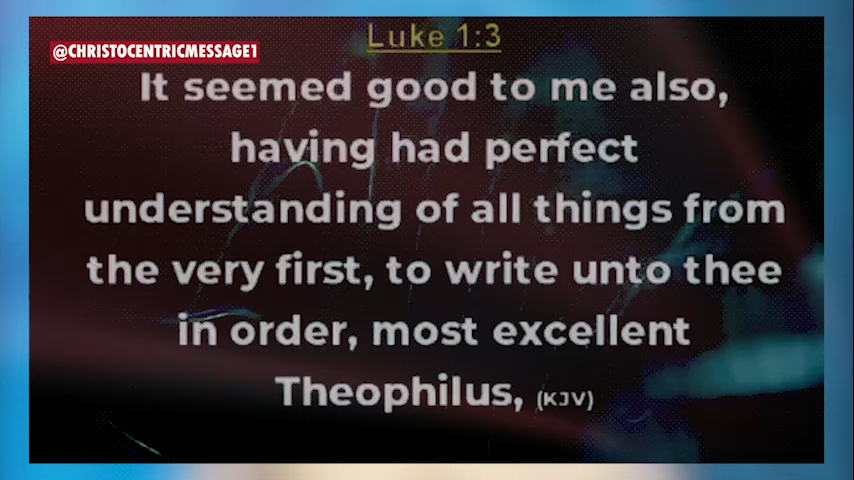 Luke 1:3
@CHRISTOCENTRICMESSAGE1
It seemed good to me also,
having had perfect
understanding of all things from
the very first, to write unto thee
in order, most excellent
Theophilus, (KJV)